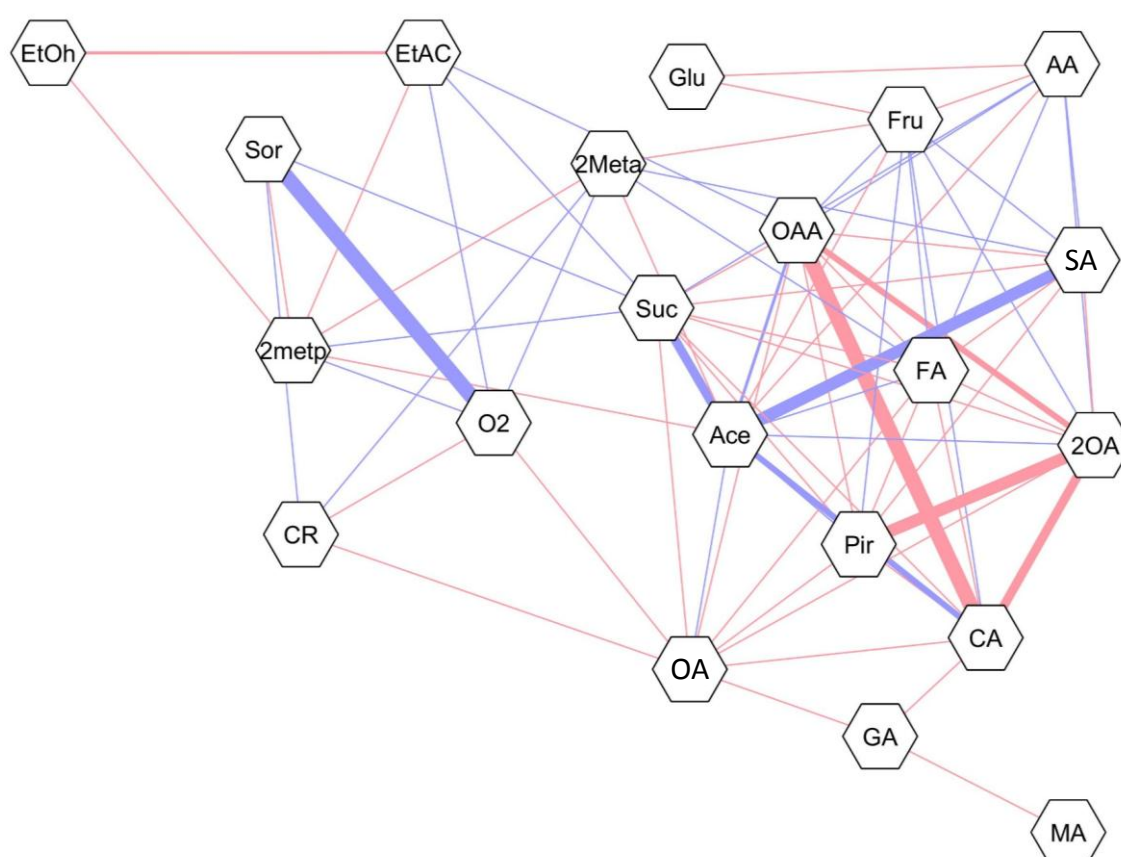 EtOh
EtAC
Glu
AA
Fru
Sor
2Meta
OAA
SA
Suc
2metp
FA
O2
Ace
2OA
CR
Pir
CA
OA
GA
MA